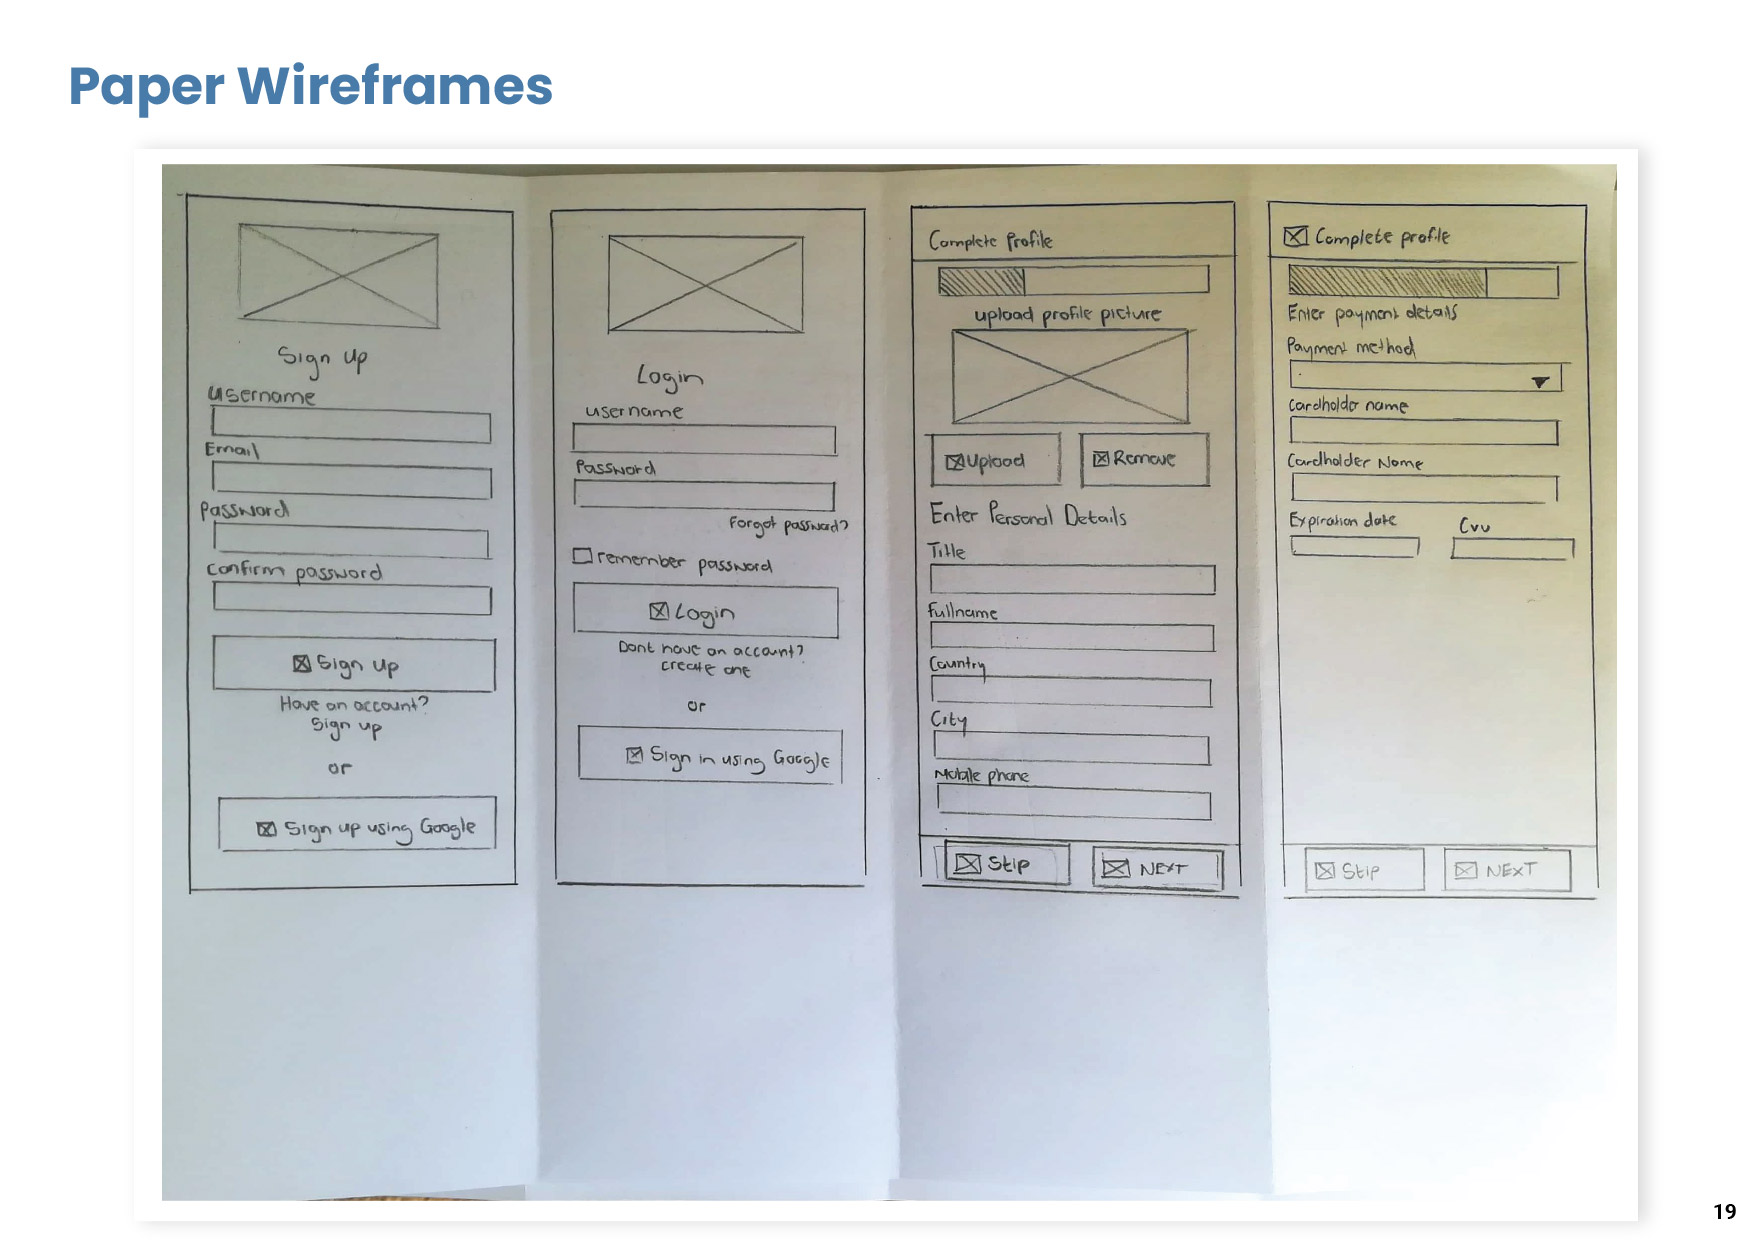 Paper Wireframes
Sign up
username
Email
Password
Confirm password
Sign up
Have an account?
Sign up
or
Sign up using Google
Login
username
Password
Forgot password?
remember password
Login
Dont have an account?
create one
or
Sign in using Google
Complete Profile
upload profile picture
Upload
Remove
Enter Personal Details
Title
Fullname
Country
City
Mobile phone
Skip
NEXT
Complete profile
Enter payment details
Payment method
Cardholder name
Cardholder Name
Expiration date
Cvv
Skip
NEXT
19